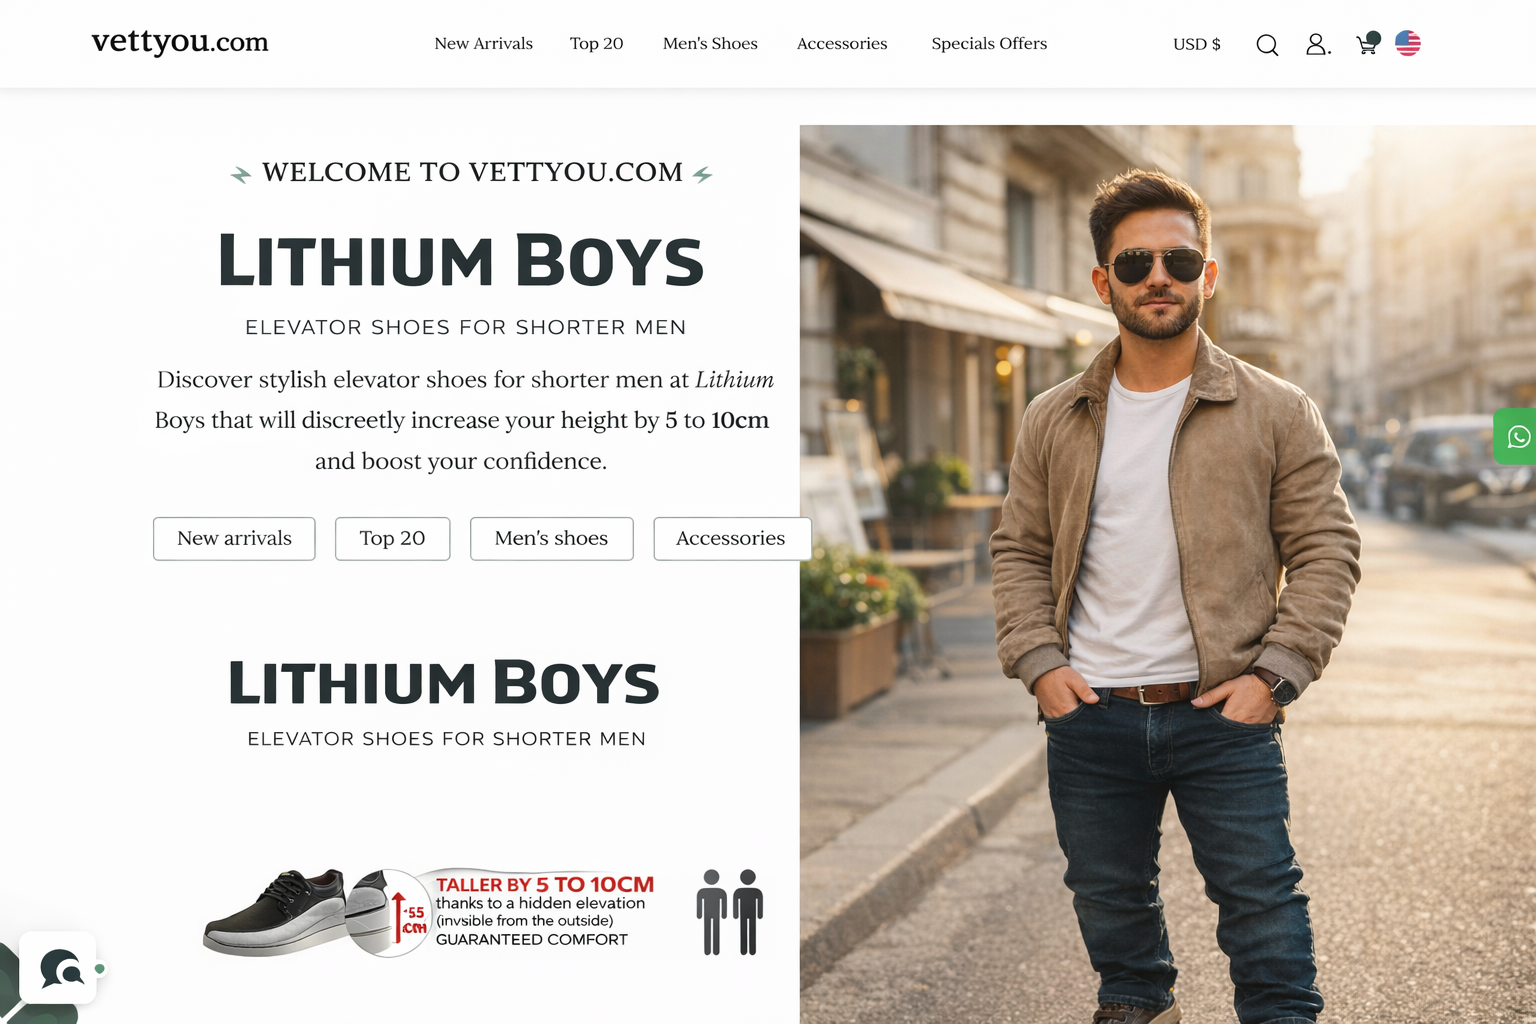 vettyou.com
New Arrivals
Top 20
Men's Shoes
Accessories
Specials Offers
USD $
WELCOME TO VETTYOU.COM
LITHIUM BOYS
ELEVATOR SHOES FOR SHORTER MEN
Discover stylish elevator shoes for shorter men at Lithium
Boys that will discreetly increase your height by 5 to 10cm
and boost your confidence.
New arrivals
Top 20
Men's shoes
Accessories
LITHIUM BOYS
ELEVATOR SHOES FOR SHORTER MEN
TALLER BY 5 TO 10CM
thanks to a hidden elevation
(invsible from the outside)
GUARANTEED COMFORT